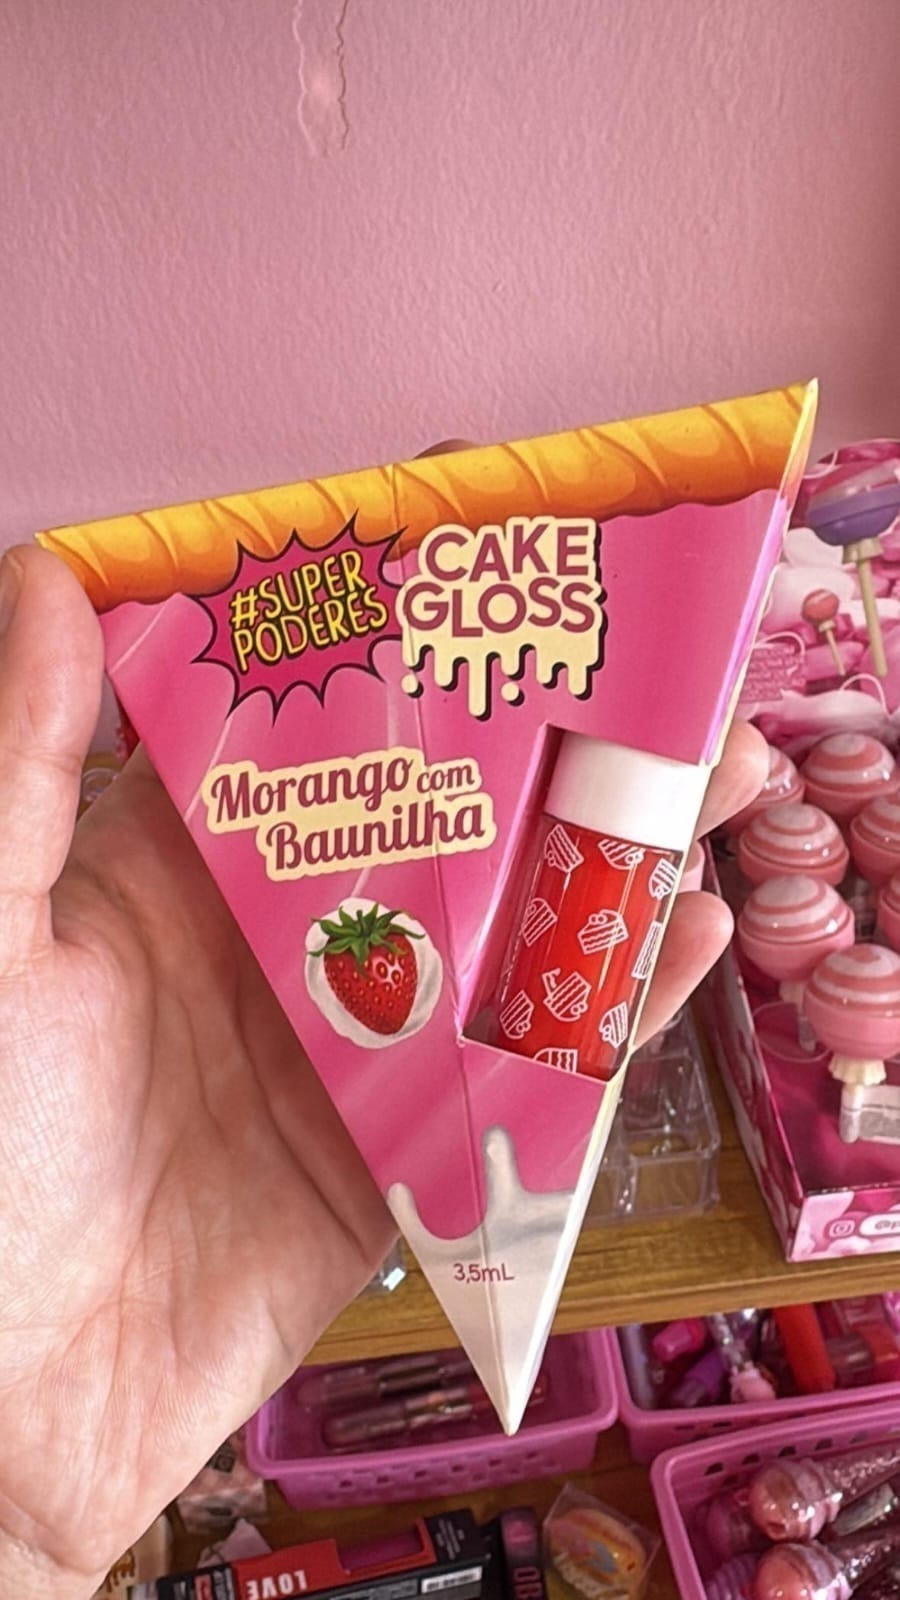 #SUPER
PODERES
CAKE
GLOSS
Morango com
Baunilha
3,5mL
LOVE